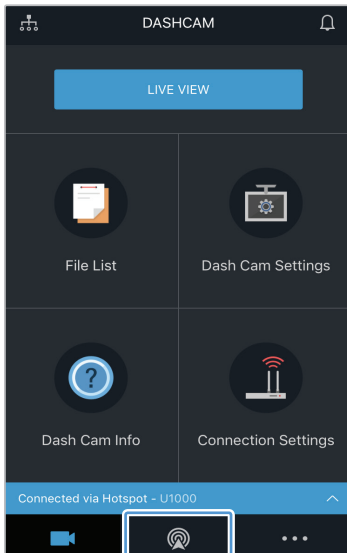 DASHCAM
LIVE VIEW
File List
Dash Cam Settings
Dash Cam Info
Connection Settings
Connected via Hotspot - U1000